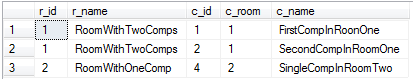 r_id r_name c_id c_room c_name
1 1 RoomWithTwoComps 1 1 FirstCompInRoonOne
2 1 RoomWithTwoComps 2 1 SecondCompInRoomOne
3 2 RoomWithOneComp 4 2 SingleCompInRoomTwo